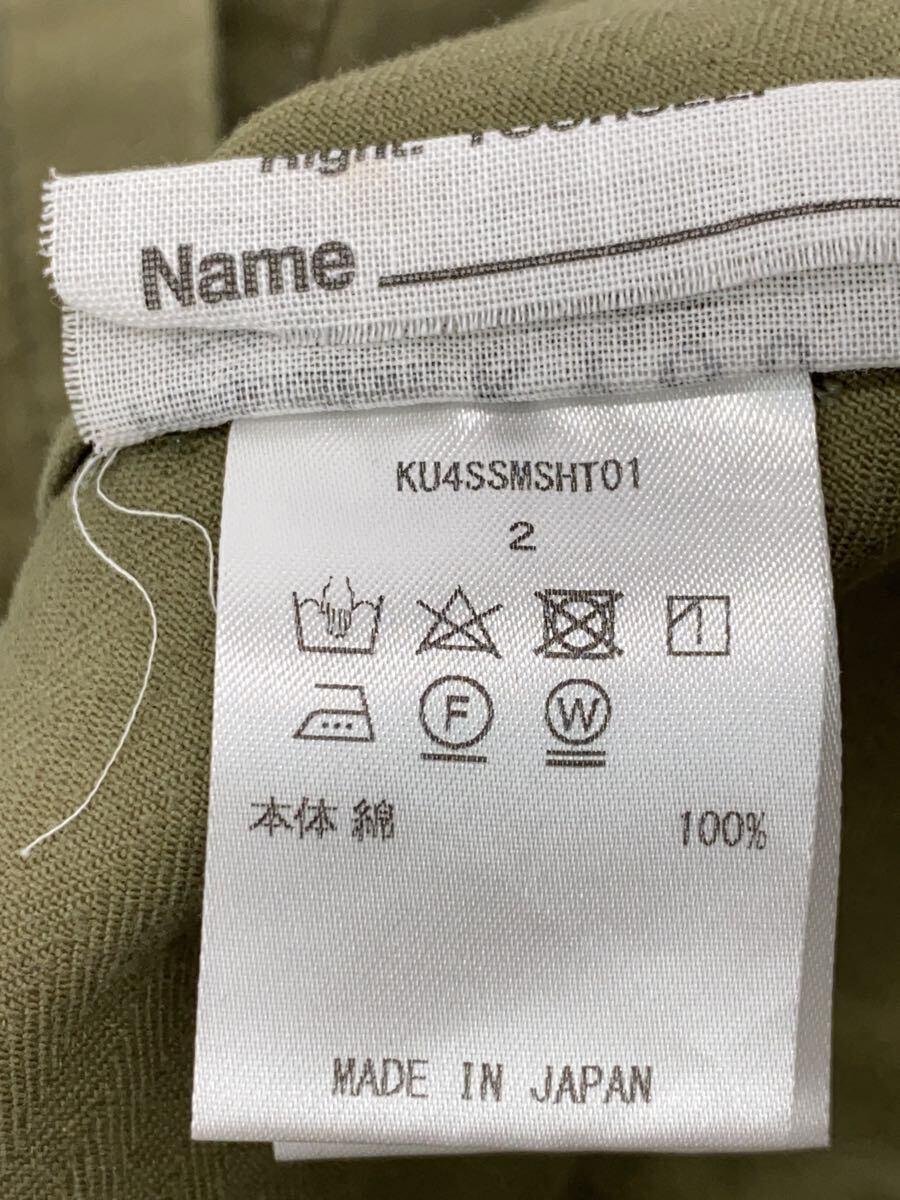 Name
KU4SSMSHT01
2
F W
本体 綿 100%
MADE IN JAPAN